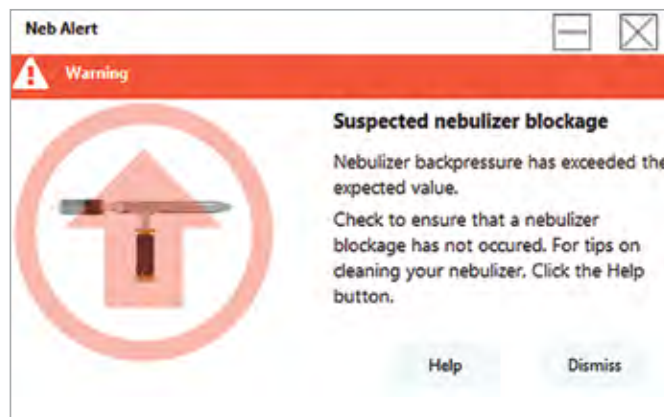 Neb Alert
Warning
Suspected nebulizer blockage
Nebulizer backpressure has exceeded the
expected value.
Check to ensure that a nebulizer
blockage has not occured. For tips on
cleaning your nebulizer. Click the Help
button.
Help
Dismiss